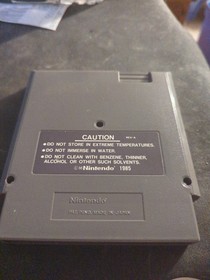 CAUTION
●DO NOT STORE IN EXTREME TEMPERATURES.
●DO NOT IMMERSE IN WATER.
●DO NOT CLEAN WITH BENZENE, THINNER,
ALCOHOL OR OTHER SUCH SOLVENTS.
©Nintendo 1985
Nintendo